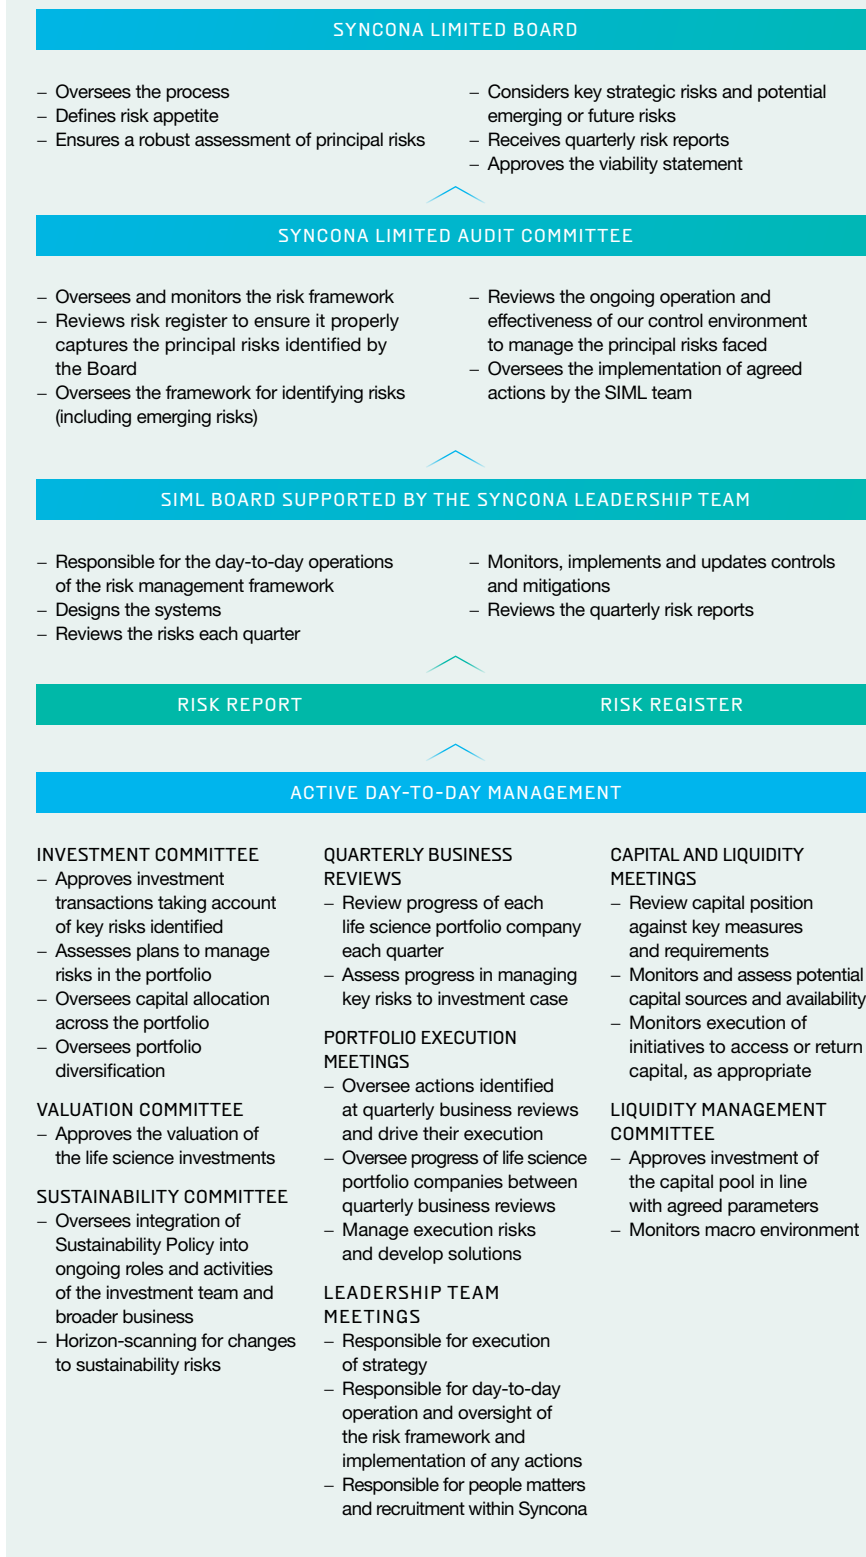 SYNCONA LIMITED BOARD
– Oversees the process
– Defines risk appetite
– Ensures a robust assessment of principal risks
– Considers key strategic risks and potential
emerging or future risks
– Receives quarterly risk reports
– Approves the viability statement
SYNCONA LIMITED AUDIT COMMITTEE
– Oversees and monitors the risk framework
– Reviews risk register to ensure it properly
captures the principal risks identified by
the Board
– Oversees the framework for identifying risks
(including emerging risks)
– Reviews the ongoing operation and
effectiveness of our control environment
to manage the principal risks faced
– Oversees the implementation of agreed
actions by the SIML team
SIML BOARD SUPPORTED BY THE SYNCONA LEADERSHIP TEAM
– Responsible for the day-to-day operations
of the risk management framework
– Designs the systems
– Reviews the risks each quarter
– Monitors, implements and updates controls
and mitigations
– Reviews the quarterly risk reports
RISK REPORT
RISK REGISTER
ACTIVE DAY-TO-DAY MANAGEMENT
INVESTMENT COMMITTEE
– Approves investment
transactions taking account
of key risks identified
– Assesses plans to manage
risks in the portfolio
– Oversees capital allocation
across the portfolio
– Oversees portfolio
diversification
VALUATION COMMITTEE
– Approves the valuation of
the life science investments
SUSTAINABILITY COMMITTEE
– Oversees integration of
Sustainability Policy into
ongoing roles and activities
of the investment team and
broader business
– Horizon-scanning for changes
to sustainability risks
QUARTERLY BUSINESS
REVIEWS
– Review progress of each
life science portfolio company
each quarter
– Assess progress in managing
key risks to investment case
PORTFOLIO EXECUTION
MEETINGS
– Oversee actions identified
at quarterly business reviews
and drive their execution
– Oversee progress of life science
portfolio companies between
quarterly business reviews
– Manage execution risks
and develop solutions
LEADERSHIP TEAM
MEETINGS
– Responsible for execution
of strategy
– Responsible for day-to-day
operation and oversight of
the risk framework and
implementation of any actions
– Responsible for people matters
and recruitment within Syncona
CAPITAL AND LIQUIDITY
MEETINGS
– Review capital position
against key measures
and requirements
– Monitors and assess potential
capital sources and availability
– Monitors execution of
initiatives to access or return
capital, as appropriate
LIQUIDITY MANAGEMENT
COMMITTEE
– Approves investment of
the capital pool in line
with agreed parameters
– Monitors macro environment